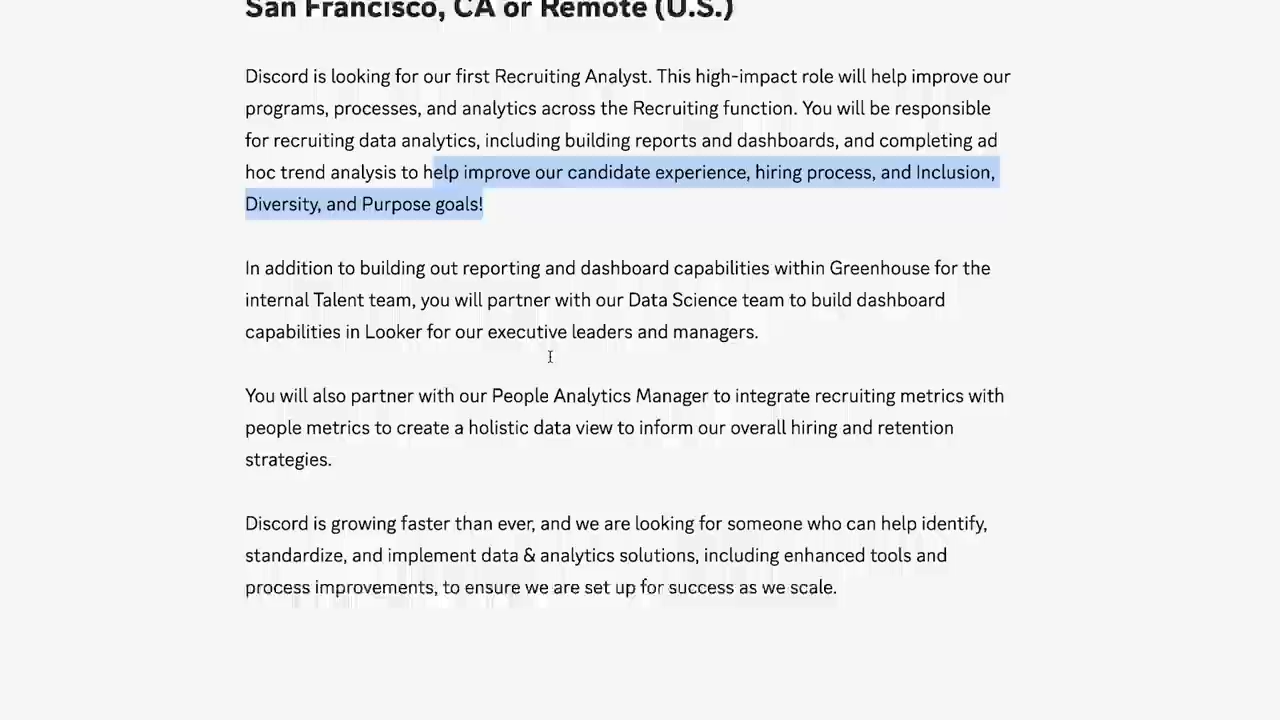 San Francisco, CA or Remote (U.S.)
Discord is looking for our first Recruiting Analyst. This high-impact role will help improve our
programs, processes, and analytics across the Recruiting function. You will be responsible
for recruiting data analytics, including building reports and dashboards, and completing ad
hoc trend analysis to help improve our candidate experience, hiring process, and Inclusion,
Diversity, and Purpose goals!
In addition to building out reporting and dashboard capabilities within Greenhouse for the
internal Talent team, you will partner with our Data Science team to build dashboard
capabilities in Looker for our executive leaders and managers.
You will also partner with our People Analytics Manager to integrate recruiting metrics with
people metrics to create a holistic data view to inform our overall hiring and retention
strategies.
Discord is growing faster than ever, and we are looking for someone who can help identify,
standardize, and implement data & analytics solutions, including enhanced tools and
process improvements, to ensure we are set up for success as we scale.